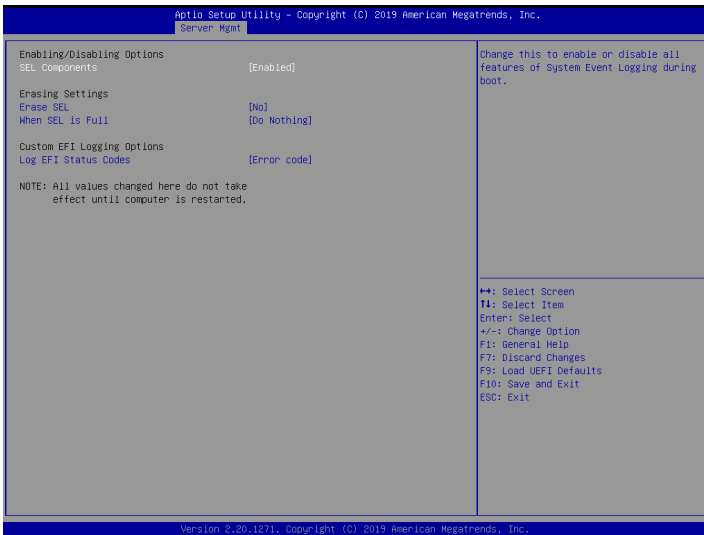 Aptio Setup Utility – Copyright (C) 2019 American Megatrends, Inc.
Server Mgmt
Enabling/Disabling Options
SEL Components [Enabled]
Erasing Settings
Erase SEL [No]
When SEL is Full [Do Nothing]
Custom EFI Logging Options
Log EFI Status Codes [Error code]
NOTE: All values changed here do not take
effect until computer is restarted.
Change this to enable or disable all
features of System Event Logging during
boot.
↔: Select Screen
↑↓: Select Item
Enter: Select
+/-: Change Option
F1: General Help
F7: Discard Changes
F9: Load UEFI Defaults
F10: Save and Exit
ESC: Exit
Version 2.20.1271. Copyright (C) 2019 American Megatrends, Inc.